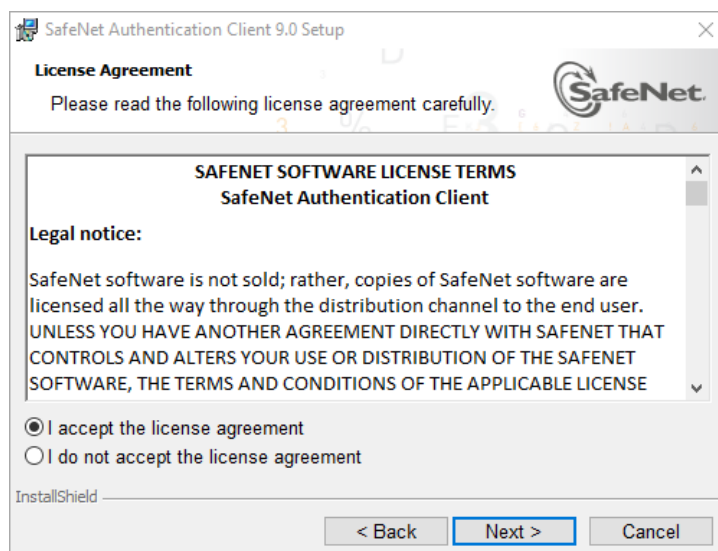 SafeNet Authentication Client 9.0 Setup
License Agreement
Please read the following license agreement carefully.
SafeNet.
SAFENET SOFTWARE LICENSE TERMS
SafeNet Authentication Client
Legal notice:
SafeNet software is not sold; rather, copies of SafeNet software are
licensed all the way through the distribution channel to the end user.
UNLESS YOU HAVE ANOTHER AGREEMENT DIRECTLY WITH SAFENET THAT
CONTROLS AND ALTERS YOUR USE OR DISTRIBUTION OF THE SAFENET
SOFTWARE, THE TERMS AND CONDITIONS OF THE APPLICABLE LICENSE
I accept the license agreement
I do not accept the license agreement
InstallShield
< Back
Next >
Cancel